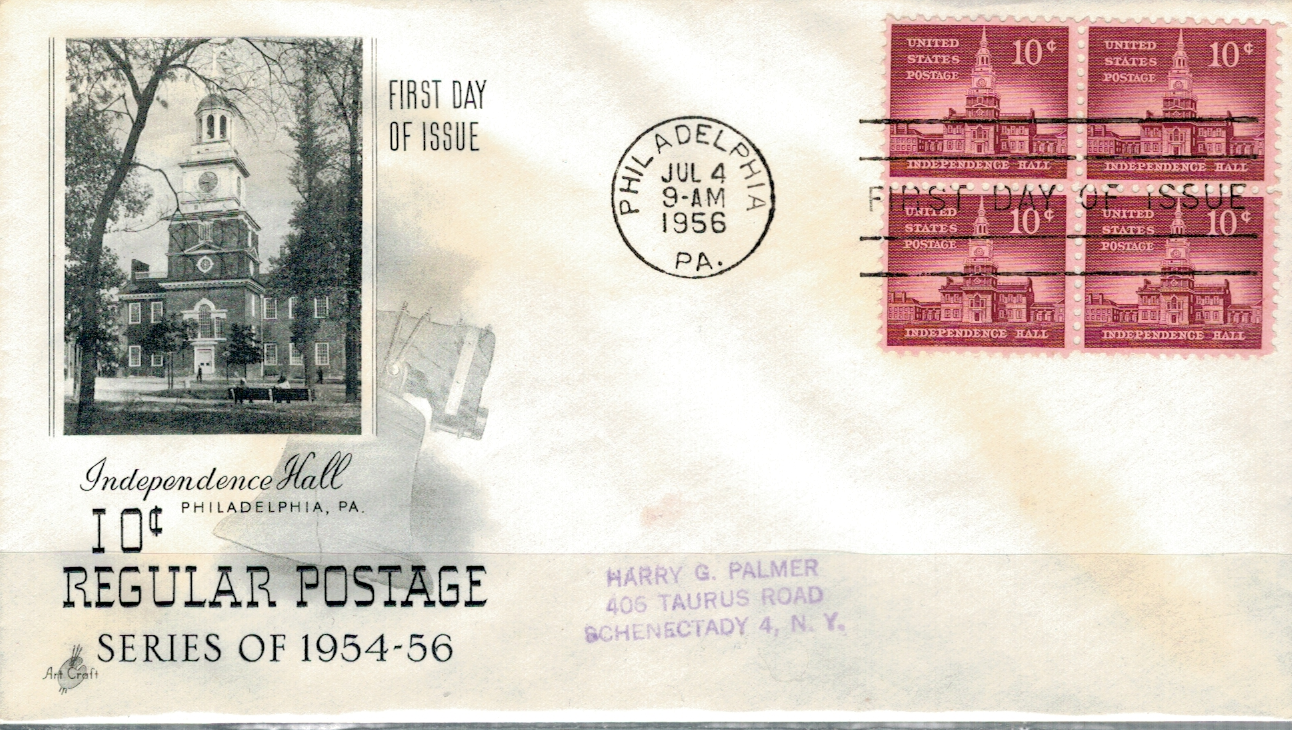 FIRST DAY
OF ISSUE
Independence Hall
PHILADELPHIA, PA.
10¢
REGULAR POSTAGE
SERIES OF 1954-56
Art Craft
PHILADELPHIA
JUL 4
9-AM
1956
PA.
UNITED
STATES
POSTAGE
10¢
INDEPENDENCE HALL
UNITED
STATES
POSTAGE
10¢
INDEPENDENCE HALL
FIRST DAY OF ISSUE
UNITED
STATES
POSTAGE
10¢
INDEPENDENCE HALL
UNITED
STATES
POSTAGE
10¢
INDEPENDENCE HALL
HARRY G. PALMER
406 TAURUS ROAD
SCHENECTADY 4, N. Y.